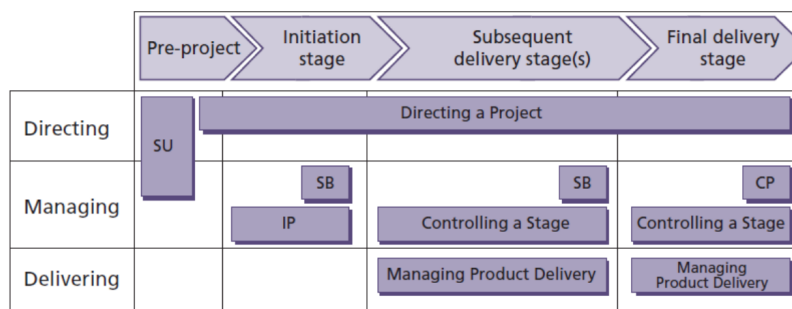 Pre-project
Initiation
stage
Subsequent
delivery stage(s)
Final delivery
stage
Directing
SU
Directing a Project
Managing
SB
SB
CP
IP
Controlling a Stage
Controlling a Stage
Delivering
Managing Product Delivery
Managing
Product Delivery